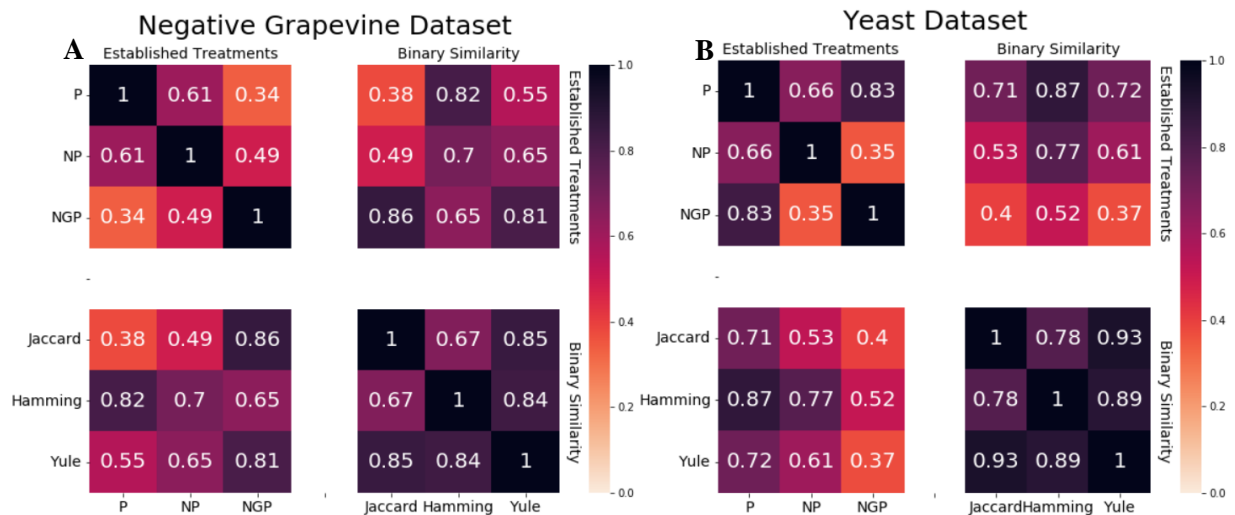 Negative Grapevine Dataset
A
Established Treatments
Binary Similarity
P
1 0.61 0.34 0.38 0.82 0.55
NP
0.61 1 0.49 0.49 0.7 0.65
NGP
0.34 0.49 1 0.86 0.65 0.81
Established Treatments
Jaccard
0.38 0.49 0.86 1 0.67 0.85
Hamming
0.82 0.7 0.65 0.67 1 0.84
Yule
0.55 0.65 0.81 0.85 0.84 1
Binary Similarity
P NP NGP Jaccard Hamming Yule
1.0
0.8
0.6
0.4
0.2
0.0
Yeast Dataset
B
Established Treatments
Binary Similarity
P
1 0.66 0.83 0.71 0.87 0.72
NP
0.66 1 0.35 0.53 0.77 0.61
NGP
0.83 0.35 1 0.4 0.52 0.37
Established Treatments
Jaccard
0.71 0.53 0.4 1 0.78 0.93
Hamming
0.87 0.77 0.52 0.78 1 0.89
Yule
0.72 0.61 0.37 0.93 0.89 1
Binary Similarity
P NP NGP Jaccard Hamming Yule
1.0
0.8
0.6
0.4
0.2
0.0